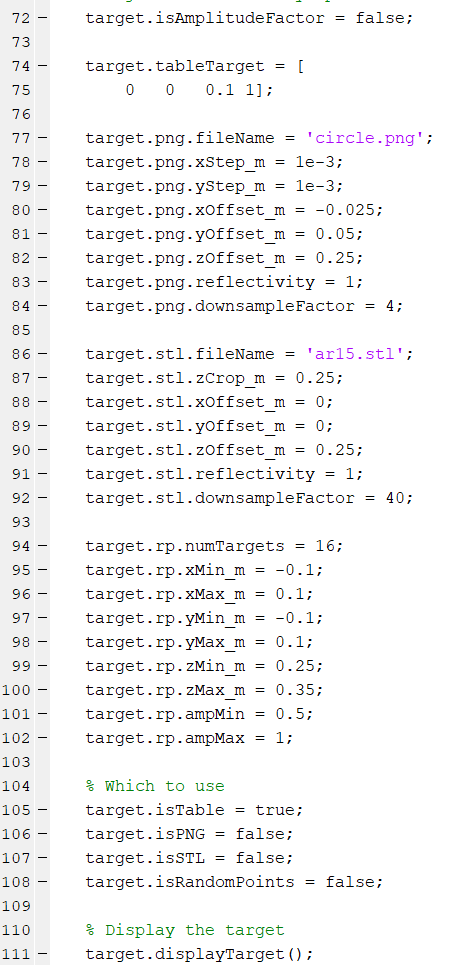 72 – target.isAmplitudeFactor = false;
73
74 – target.tableTarget = [
75 0 0 0.1 1];
76
77 – target.png.fileName = 'circle.png';
78 – target.png.xStep_m = 1e-3;
79 – target.png.yStep_m = 1e-3;
80 – target.png.xOffset_m = -0.025;
81 – target.png.yOffset_m = 0.05;
82 – target.png.zOffset_m = 0.25;
83 – target.png.reflectivity = 1;
84 – target.png.downsampleFactor = 4;
85
86 – target.stl.fileName = 'ar15.stl';
87 – target.stl.zCrop_m = 0.25;
88 – target.stl.xOffset_m = 0;
89 – target.stl.yOffset_m = 0;
90 – target.stl.zOffset_m = 0.25;
91 – target.stl.reflectivity = 1;
92 – target.stl.downsampleFactor = 40;
93
94 – target.rp.numTargets = 16;
95 – target.rp.xMin_m = -0.1;
96 – target.rp.xMax_m = 0.1;
97 – target.rp.yMin_m = -0.1;
98 – target.rp.yMax_m = 0.1;
99 – target.rp.zMin_m = 0.25;
100 – target.rp.zMax_m = 0.35;
101 – target.rp.ampMin = 0.5;
102 – target.rp.ampMax = 1;
103
104 % Which to use
105 – target.isTable = true;
106 – target.isPNG = false;
107 – target.isSTL = false;
108 – target.isRandomPoints = false;
109
110 % Display the target
111 – target.displayTarget();